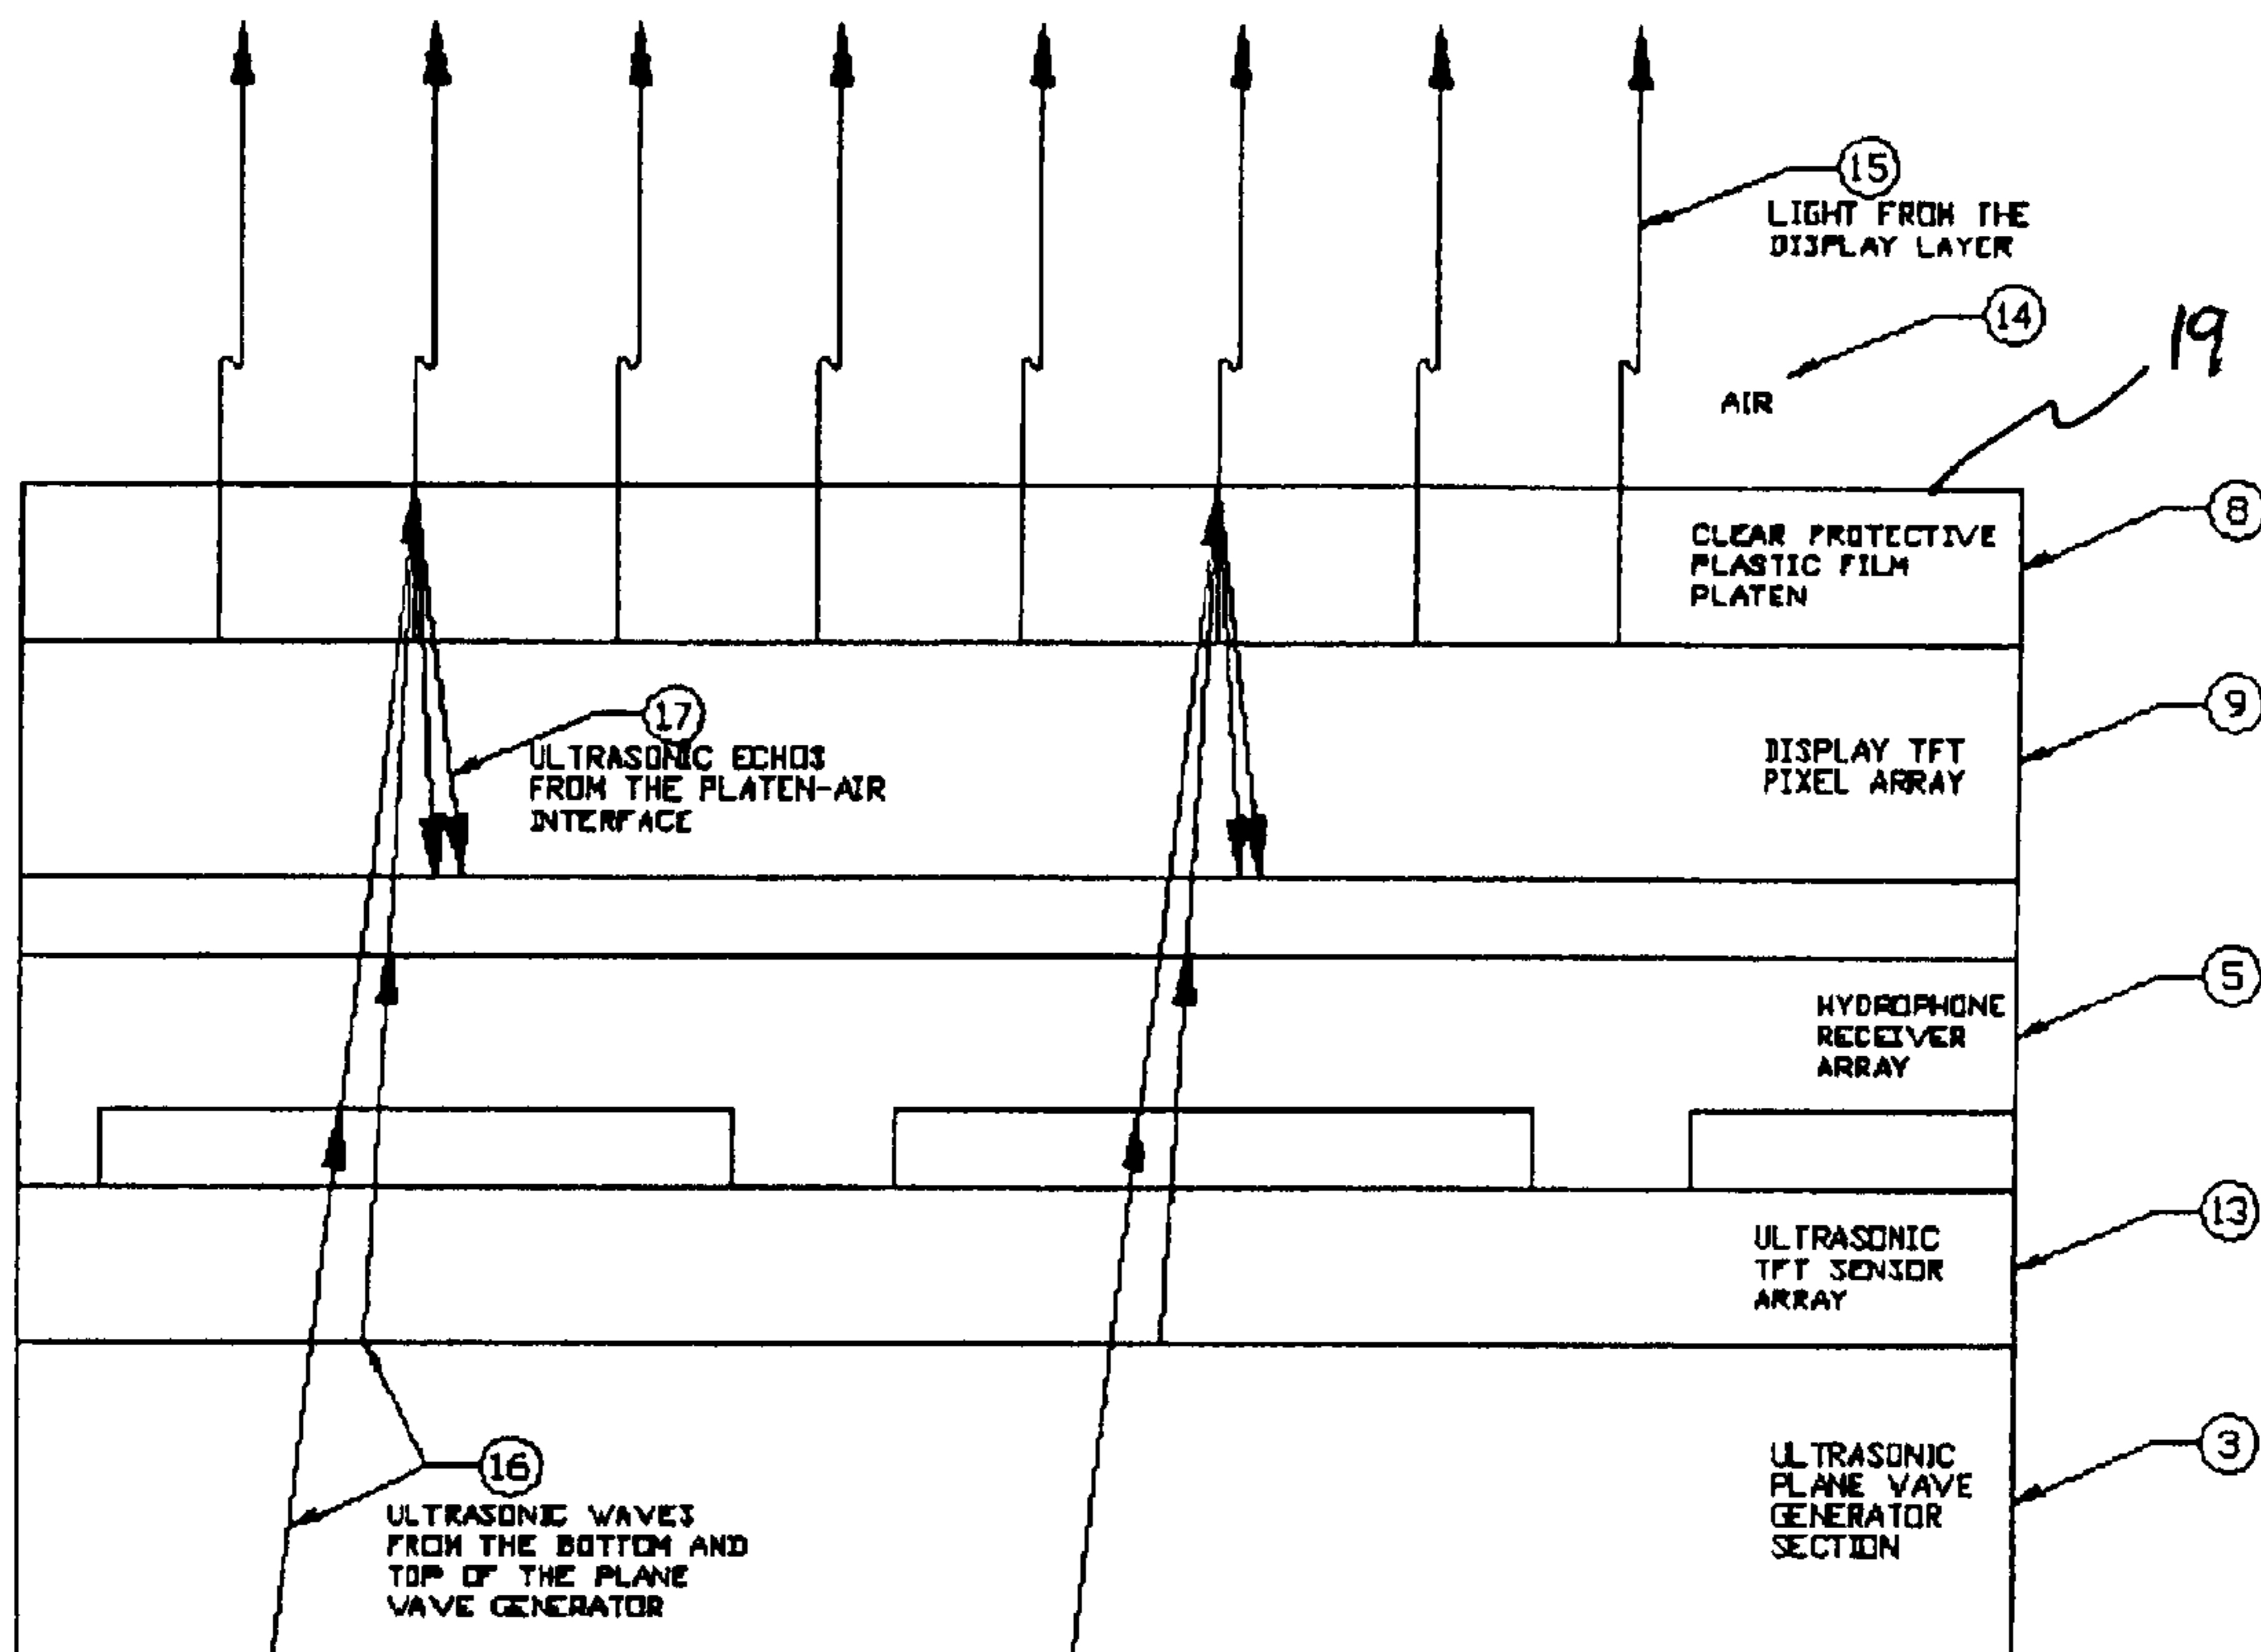 15
LIGHT FROM THE
DISPLAY LAYER
14
19
AIR
8
CLEAR PROTECTIVE
PLASTIC FILM
PLATEN
9
17
ULTRASONIC ECHOS
FROM THE PLATEN-AIR
INTERFACE
DISPLAY TFT
PIXEL ARRAY
5
HYDROPHONE
RECEIVER
ARRAY
13
ULTRASONIC
TFT SENSOR
ARRAY
3
16
ULTRASONIC
PLANE WAVE
GENERATOR
SECTION
ULTRASONIC WAVES
FROM THE BOTTOM AND
TOP OF THE PLANE
WAVE GENERATOR